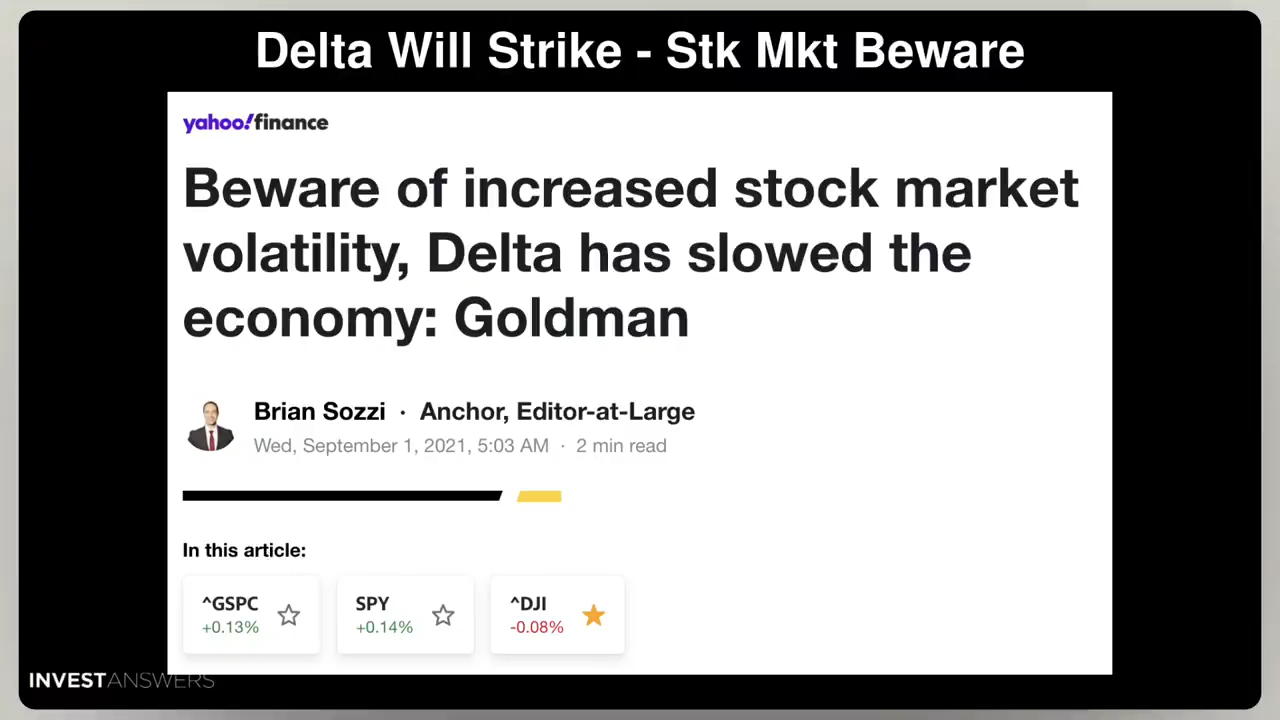 Delta Will Strike - Stk Mkt Beware
yahoo!finance
Beware of increased stock market
volatility, Delta has slowed the
economy: Goldman
Brian Sozzi · Anchor, Editor-at-Large
Wed, September 1, 2021, 5:03 AM · 2 min read
In this article:
^GSPC
+0.13%
SPY
+0.14%
^DJI
-0.08%
INVESTANSWERS